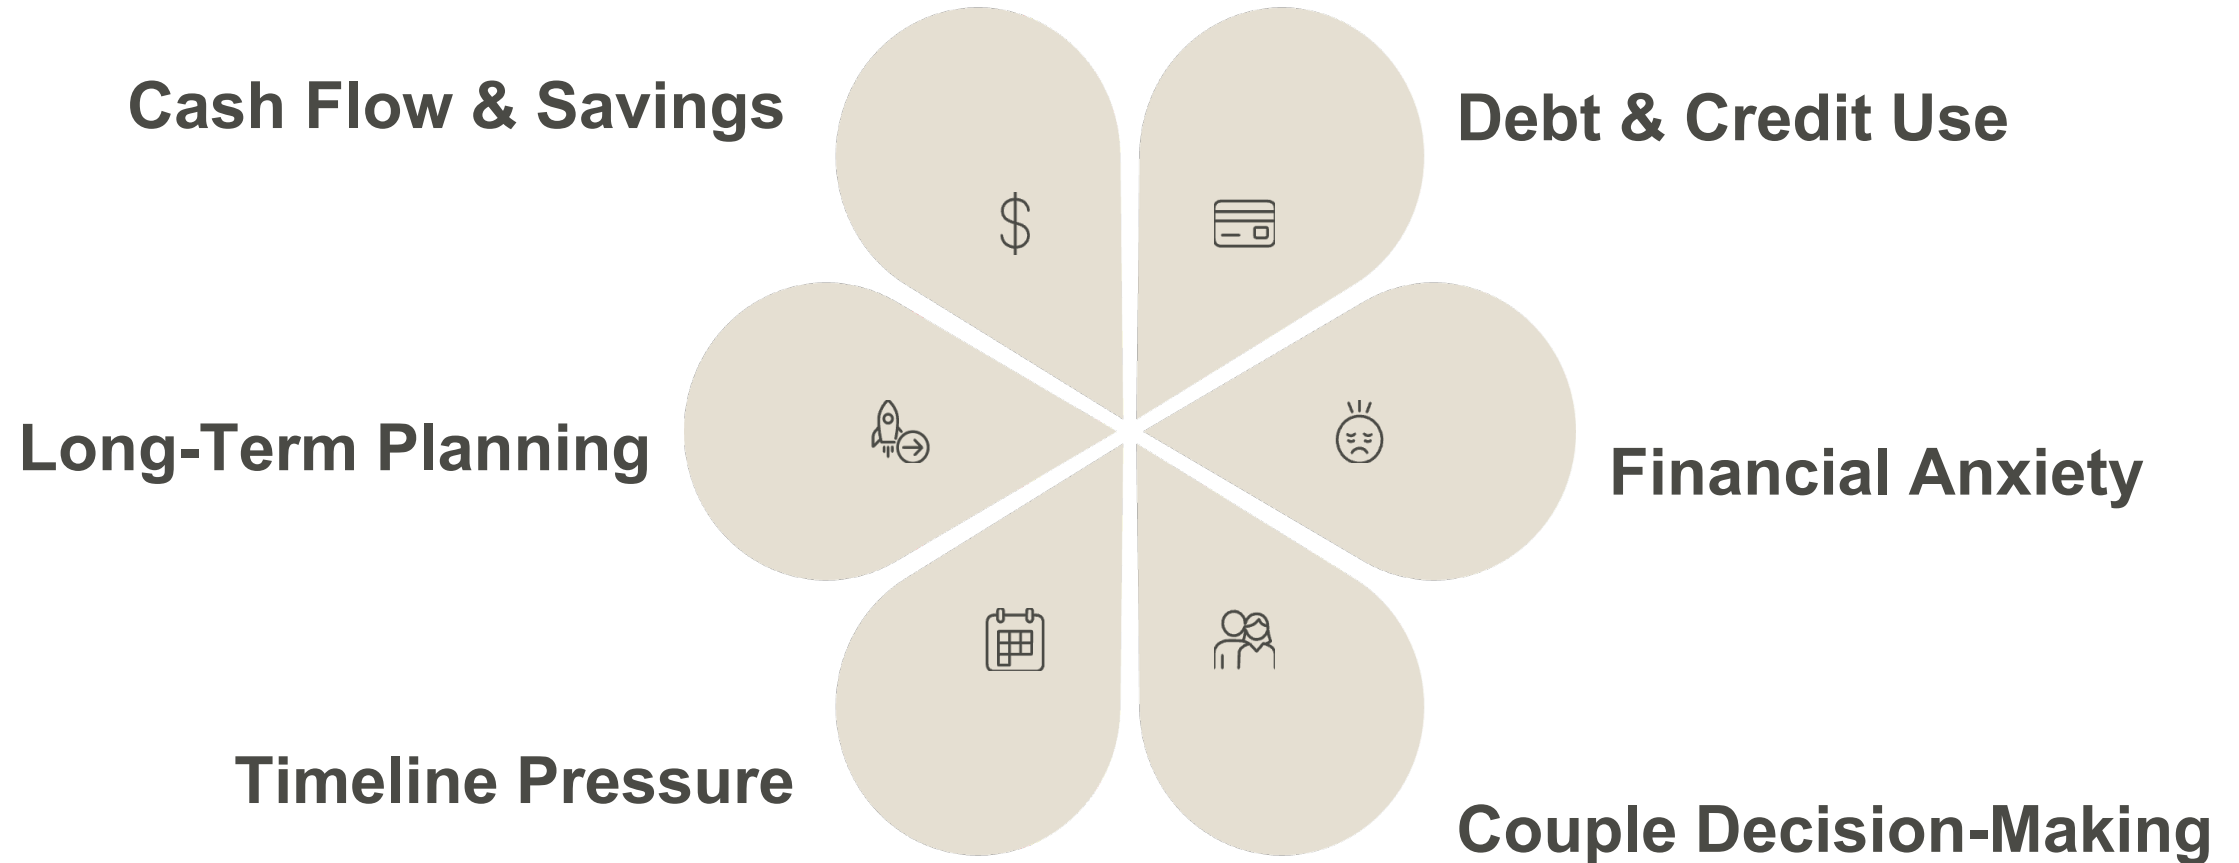 Cash Flow & Savings
Debt & Credit Use
Long-Term Planning
Financial Anxiety
Timeline Pressure
Couple Decision-Making